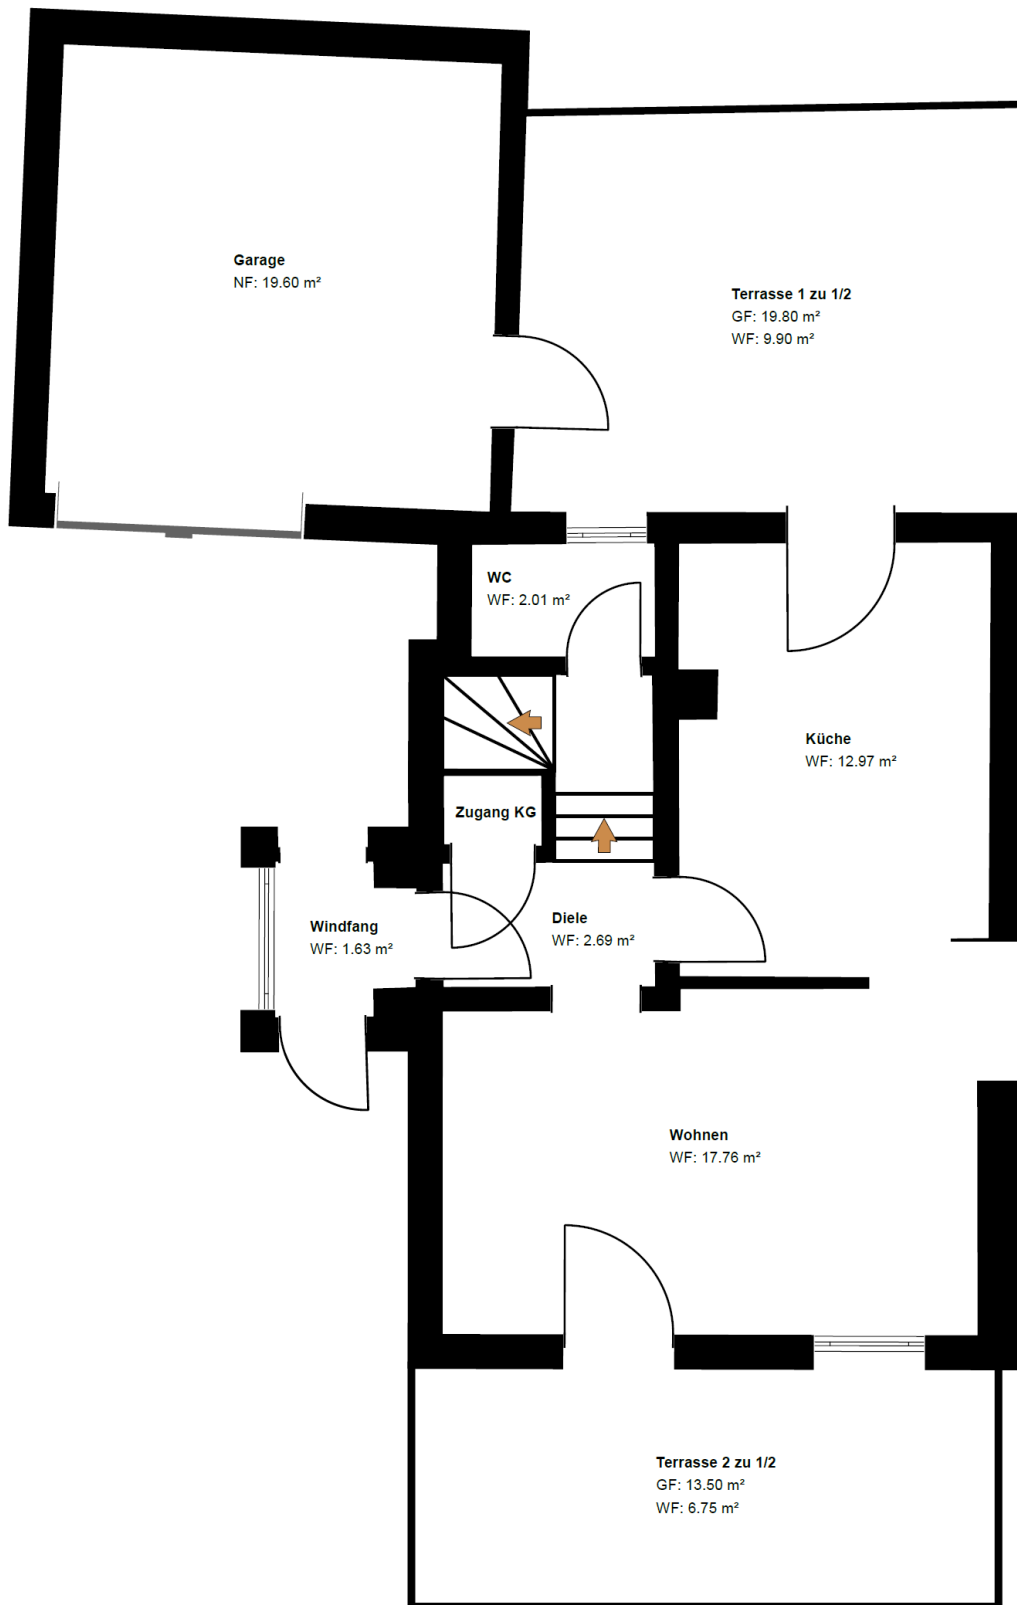 Garage
NF: 19.60 m²
Terrasse 1 zu 1/2
GF: 19.80 m²
WF: 9.90 m²
WC
WF: 2.01 m²
Küche
WF: 12.97 m²
Zugang KG
Windfang
WF: 1.63 m²
Diele
WF: 2.69 m²
Wohnen
WF: 17.76 m²
Terrasse 2 zu 1/2
GF: 13.50 m²
WF: 6.75 m²